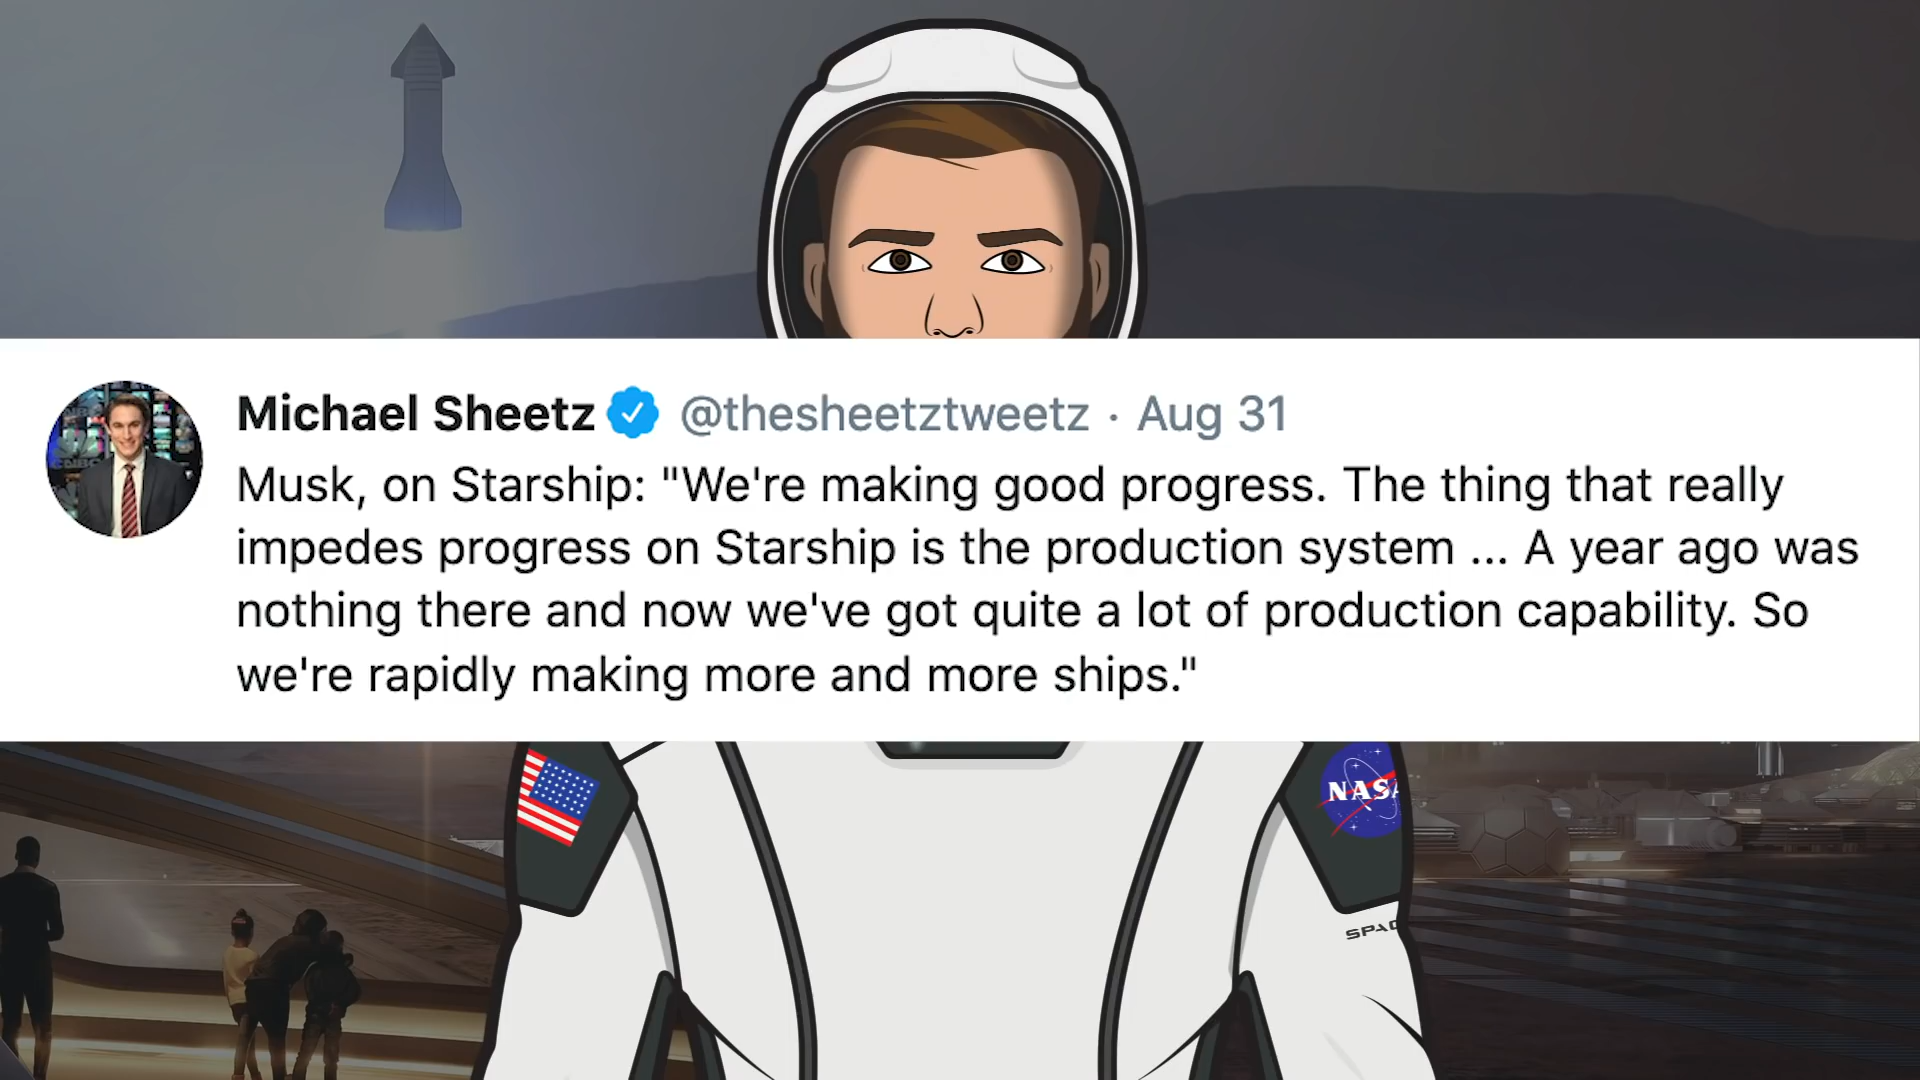 Michael Sheetz @thesheetztweetz · Aug 31
Musk, on Starship: "We're making good progress. The thing that really
impedes progress on Starship is the production system ... A year ago was
nothing there and now we've got quite a lot of production capability. So
we're rapidly making more and more ships."
NASA
SPAC